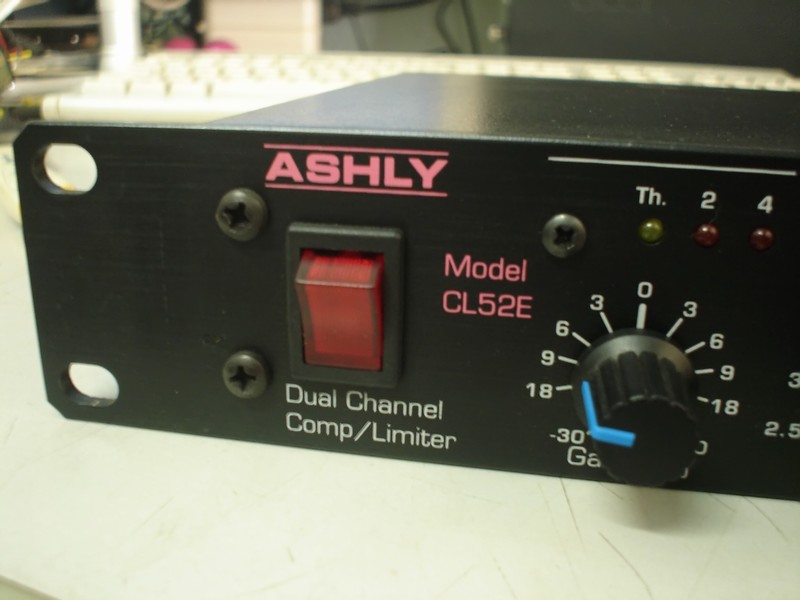 ASHLY
Th. 2 4
Model
CL52E
0
3 3
6 6
9 9
18 18
-30
Dual Channel
Comp/Limiter
3
2.5